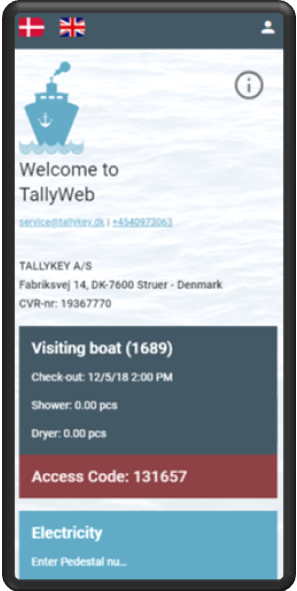 Welcome to
TallyWeb
service@tallykey.dk | +4540973063
TALLYKEY A/S
Fabriksvej 14, DK-7600 Struer - Denmark
CVR-nr: 19367770
Visiting boat (1689)
Check-out: 12/5/18 2:00 PM
Shower: 0.00 pcs
Dryer: 0.00 pcs
Access Code: 131657
Electricity
Enter Pedestal nu...